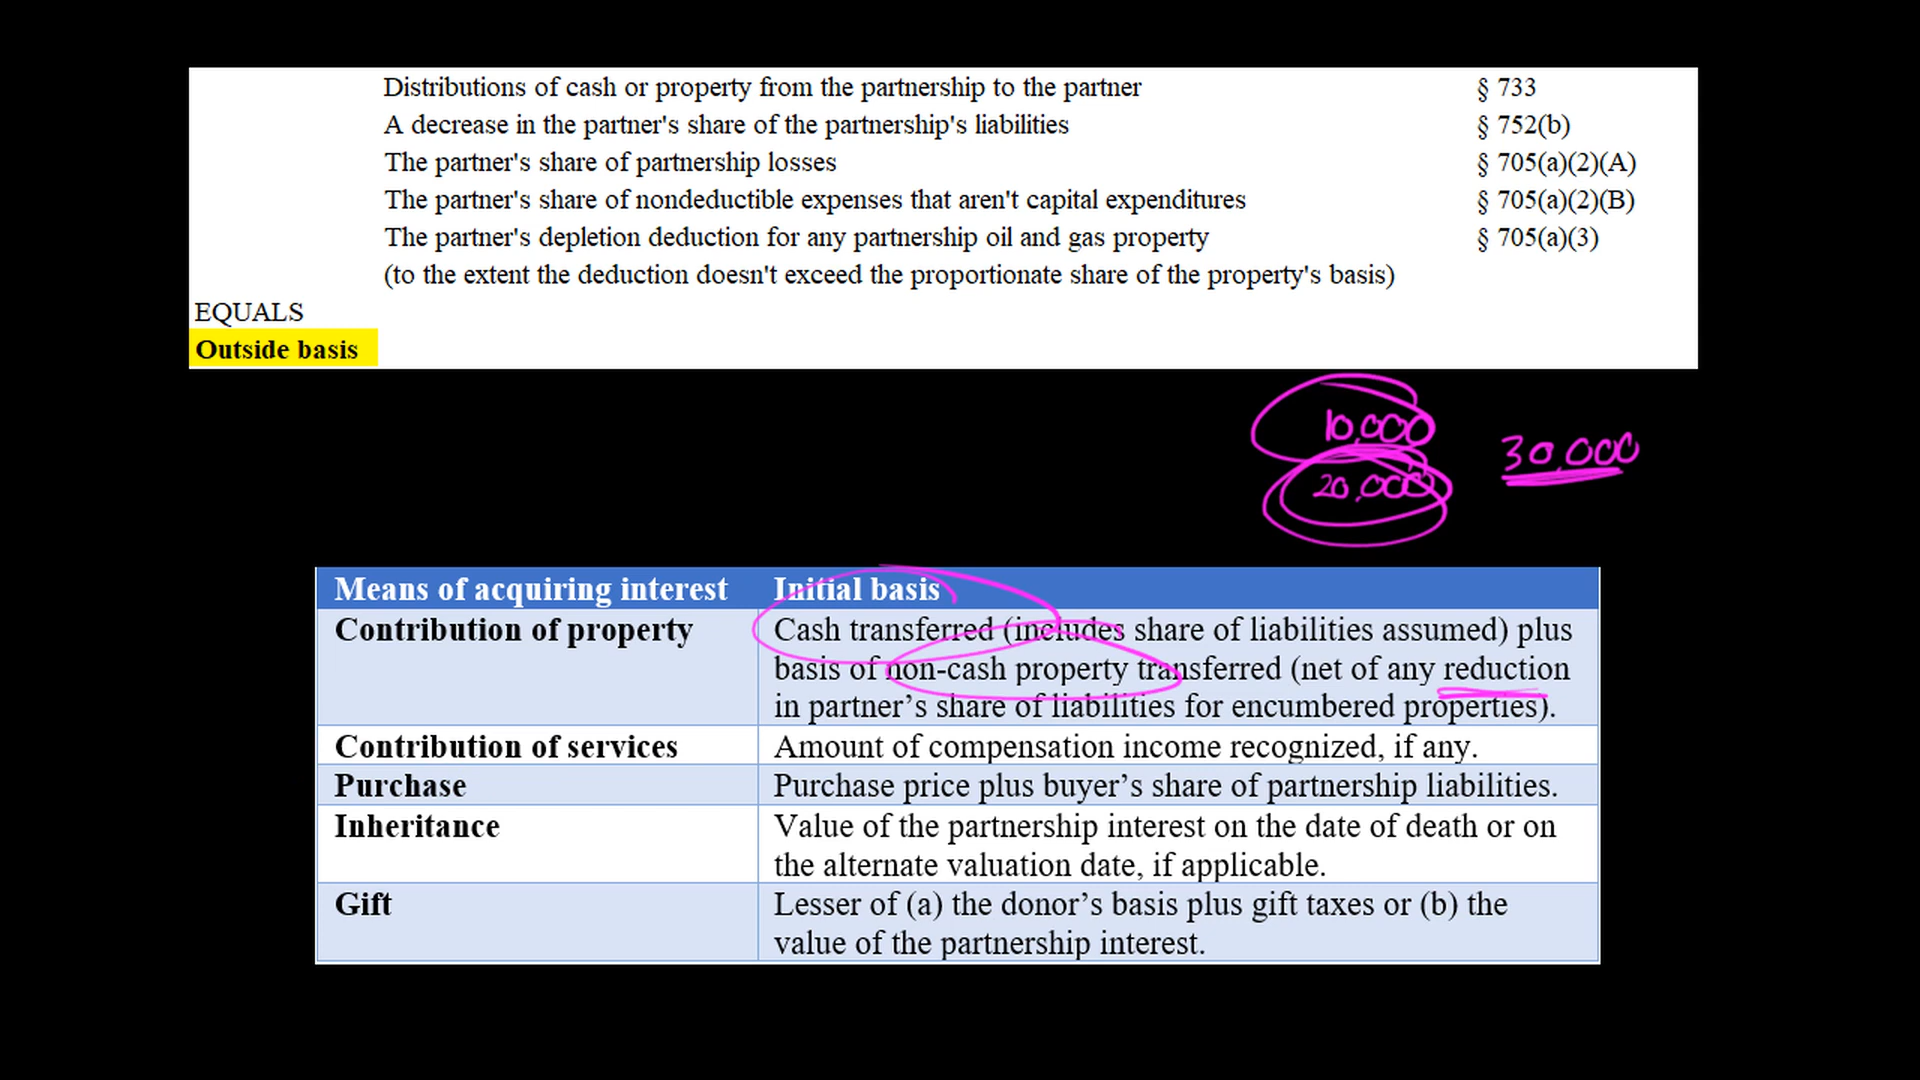 Distributions of cash or property from the partnership to the partner § 733
A decrease in the partner's share of the partnership's liabilities § 752(b)
The partner's share of partnership losses § 705(a)(2)(A)
The partner's share of nondeductible expenses that aren't capital expenditures § 705(a)(2)(B)
The partner's depletion deduction for any partnership oil and gas property § 705(a)(3)
(to the extent the deduction doesn't exceed the proportionate share of the property's basis)
EQUALS
Outside basis
10,000
30,000
20,000
Means of acquiring interest Initial basis
Contribution of property Cash transferred (includes share of liabilities assumed) plus
basis of non-cash property transferred (net of any reduction
in partner’s share of liabilities for encumbered properties).
Contribution of services Amount of compensation income recognized, if any.
Purchase Purchase price plus buyer’s share of partnership liabilities.
Inheritance Value of the partnership interest on the date of death or on
the alternate valuation date, if applicable.
Gift Lesser of (a) the donor’s basis plus gift taxes or (b) the
value of the partnership interest.